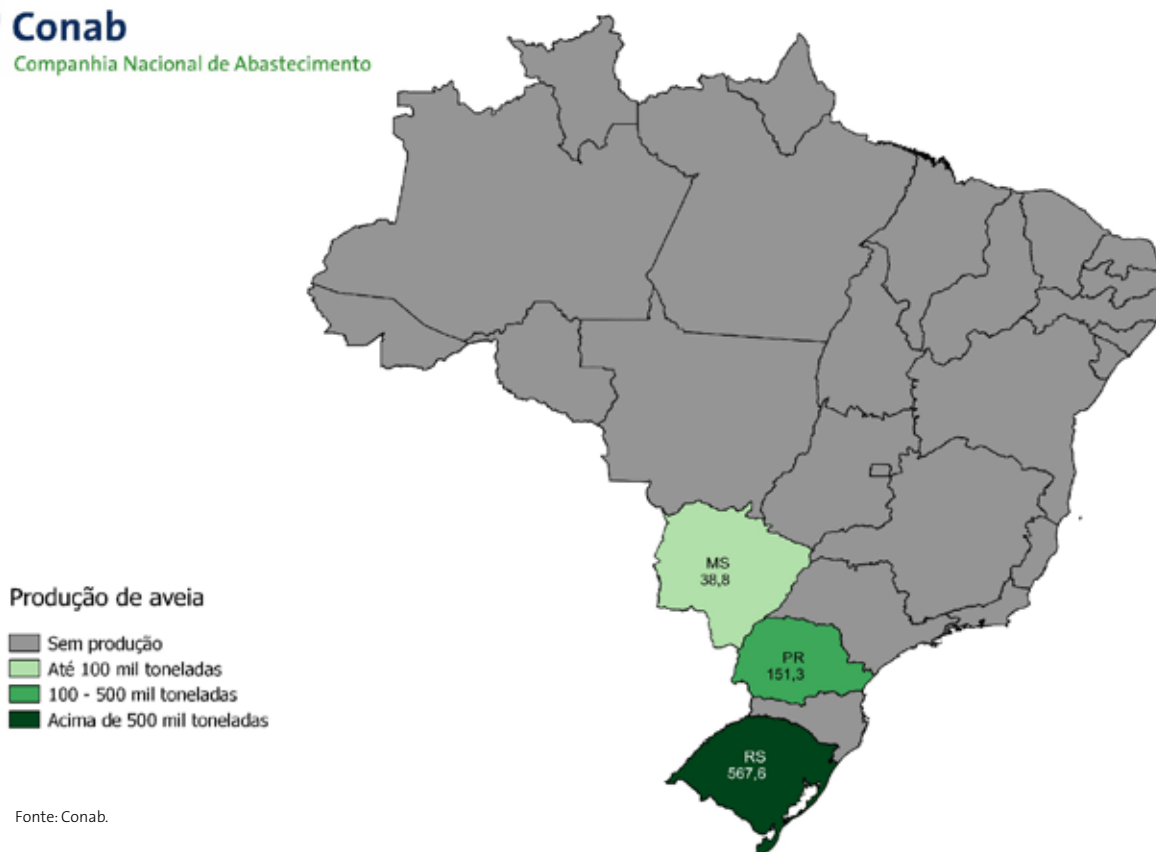 Conab
Companhia Nacional de Abastecimento
MS
38,8
PR
151,3
RS
567,6
Produção de aveia
Sem produção
Até 100 mil toneladas
100 - 500 mil toneladas
Acima de 500 mil toneladas
Fonte: Conab.